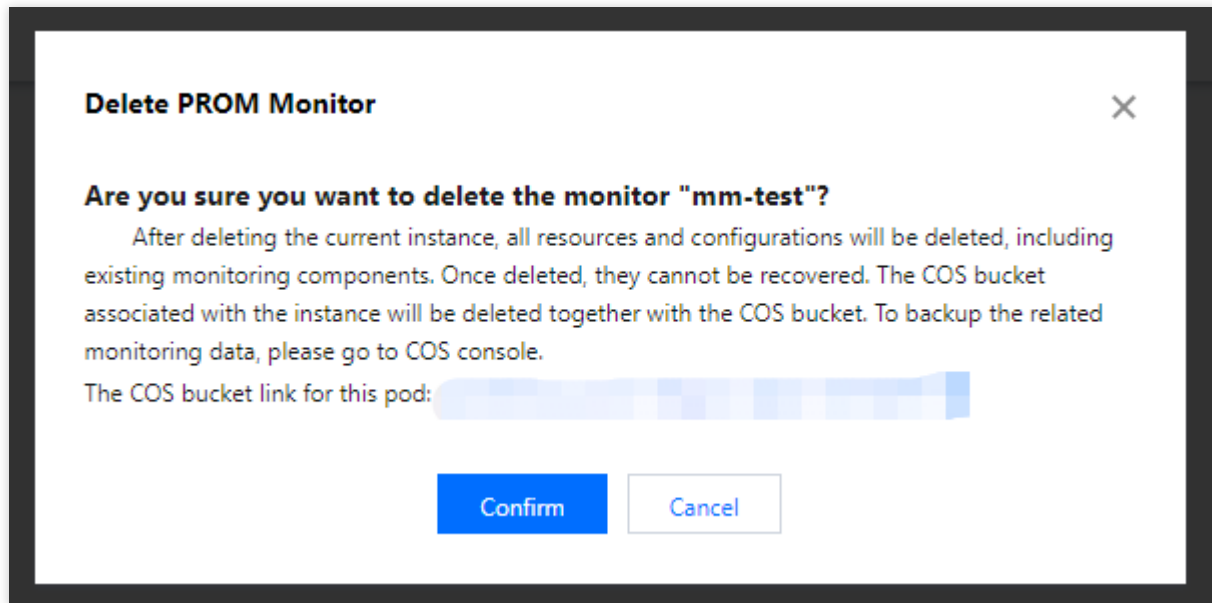 Delete PROM Monitor
Are you sure you want to delete the monitor "mm-test"?
After deleting the current instance, all resources and configurations will be deleted, including
existing monitoring components. Once deleted, they cannot be recovered. The COS bucket
associated with the instance will be deleted together with the COS bucket. To backup the related
monitoring data, please go to COS console.
The COS bucket link for this pod:
Confirm
Cancel